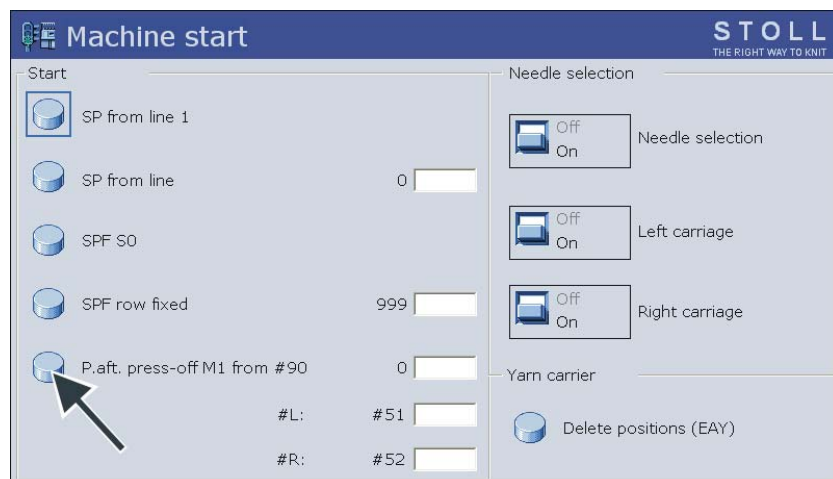 Machine start
STOLL
THE RIGHT WAY TO KNIT
Start
SP from line 1
SP from line 0
SPF S0
SPF row fixed 999
P.aft. press-off M1 from #90 0
#L: #51
#R: #52
Needle selection
Off
On
Needle selection
Off
On
Left carriage
Off
On
Right carriage
Yarn carrier
Delete positions (EAY)